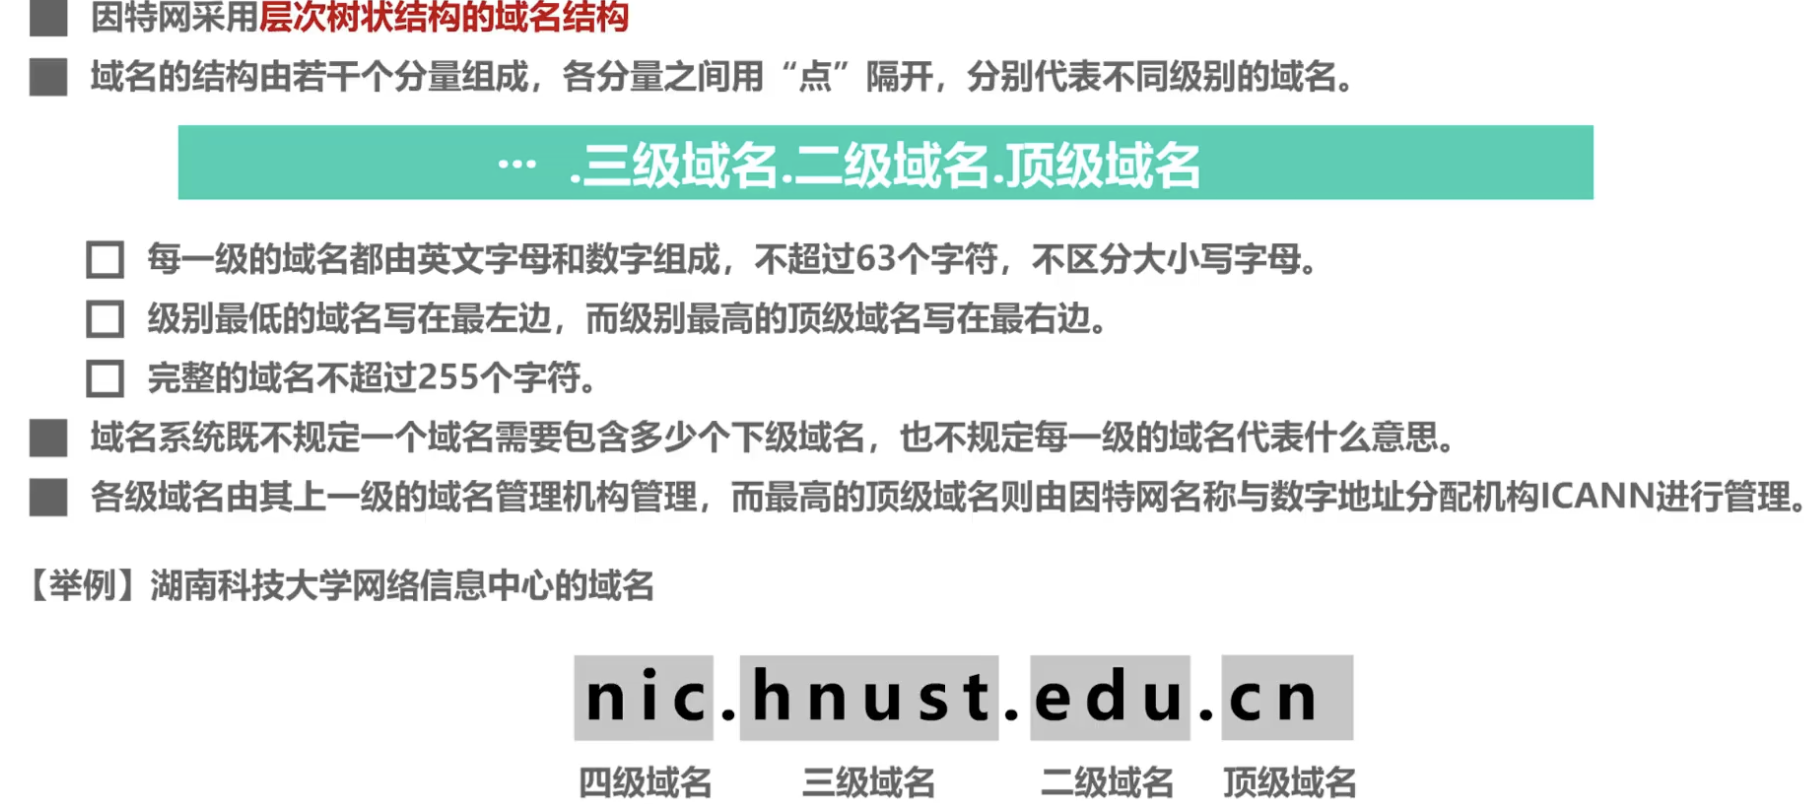 因特网采用层次树状结构的域名结构
域名的结构由若干个分量组成，各分量之间用“点”隔开，分别代表不同级别的域名。
… .三级域名.二级域名.顶级域名
每一级的域名都由英文字母和数字组成，不超过63个字符，不区分大小写字母。
级别最低的域名写在最左边，而级别最高的顶级域名写在最右边。
完整的域名不超过255个字符。
域名系统既不规定一个域名需要包含多少个下级域名，也不规定每一级的域名代表什么意思。
各级域名由其上一级的域名管理机构管理，而最高的顶级域名则由因特网名称与数字地址分配机构ICANN进行管理。
【举例】湖南科技大学网络信息中心的域名
nic.hnust.edu.cn
四级域名 三级域名 二级域名 顶级域名